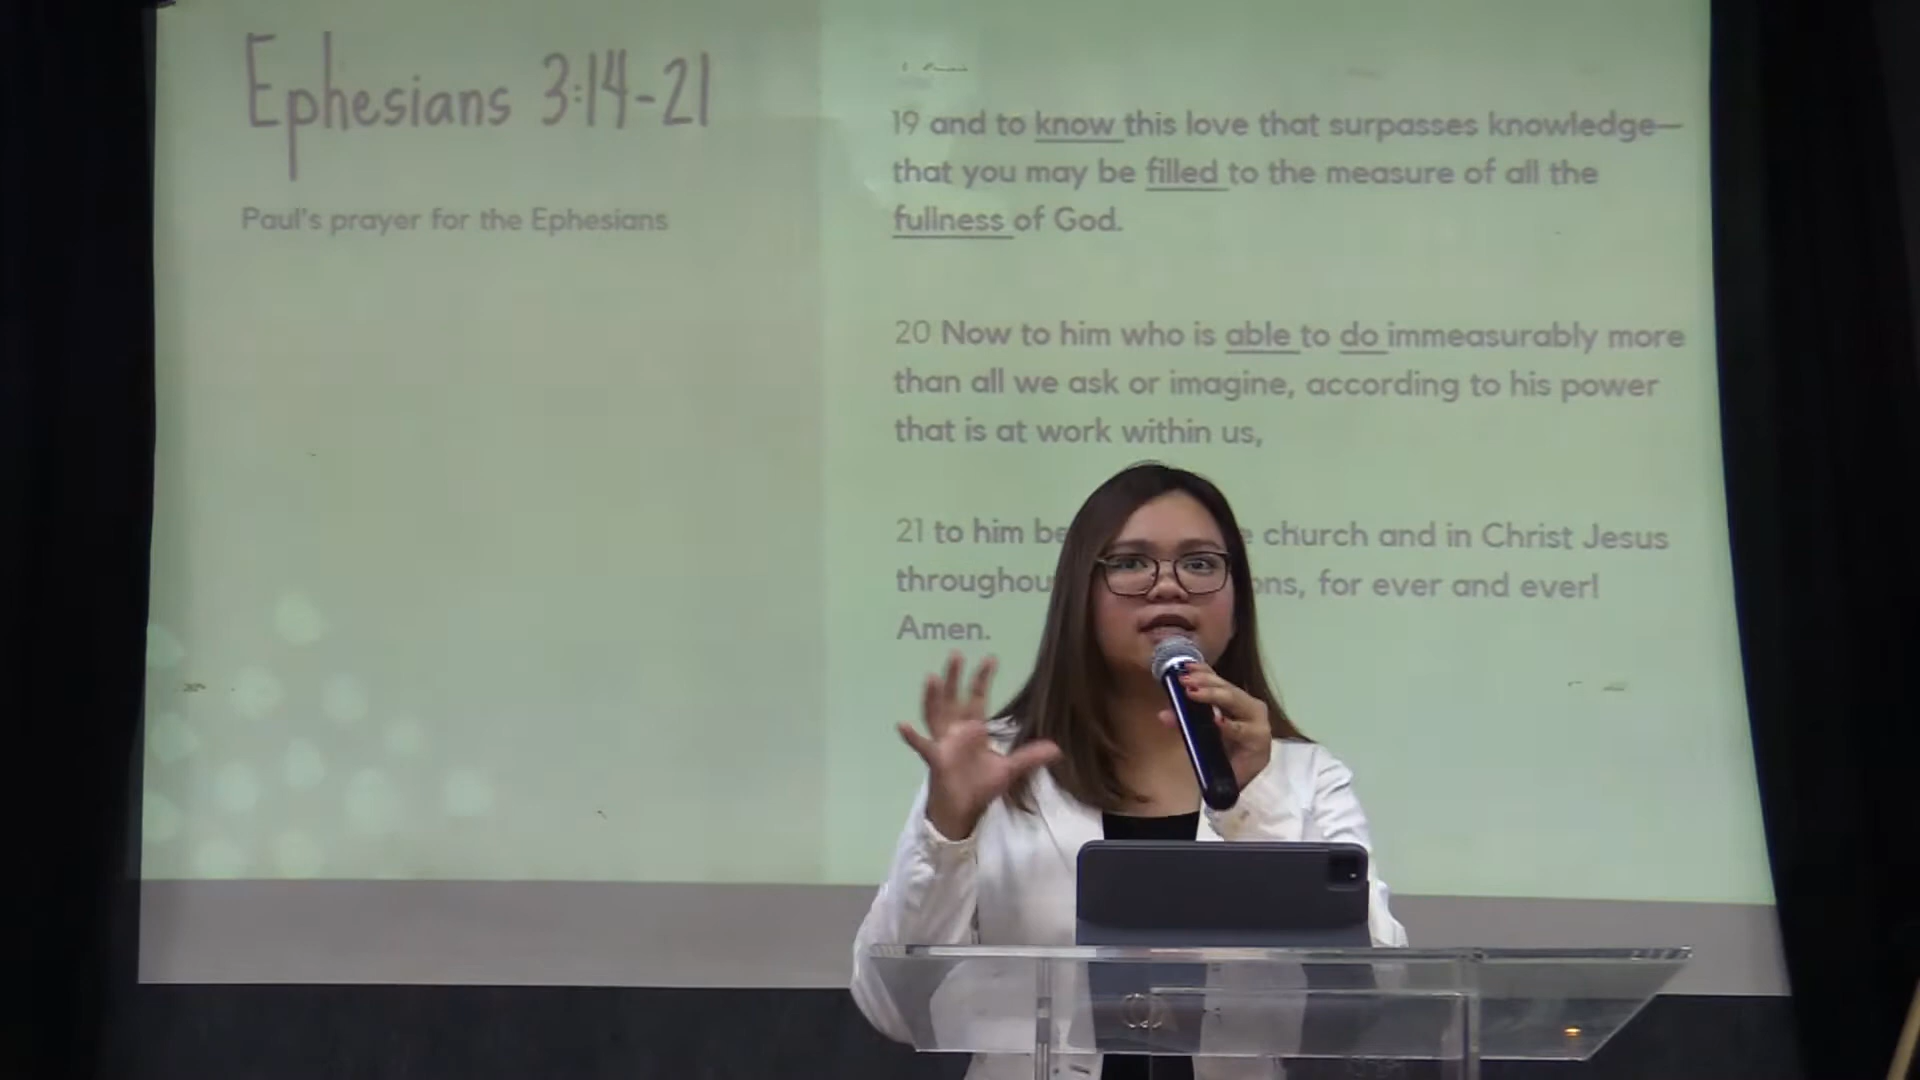 Ephesians 3:14-21
Paul's prayer for the Ephesians
19 and to know this love that surpasses knowledge—
that you may be filled to the measure of all the
fullness of God.
20 Now to him who is able to do immeasurably more
than all we ask or imagine, according to his power
that is at work within us,
21 to him be church and in Christ Jesus
for ever and ever!
Amen.